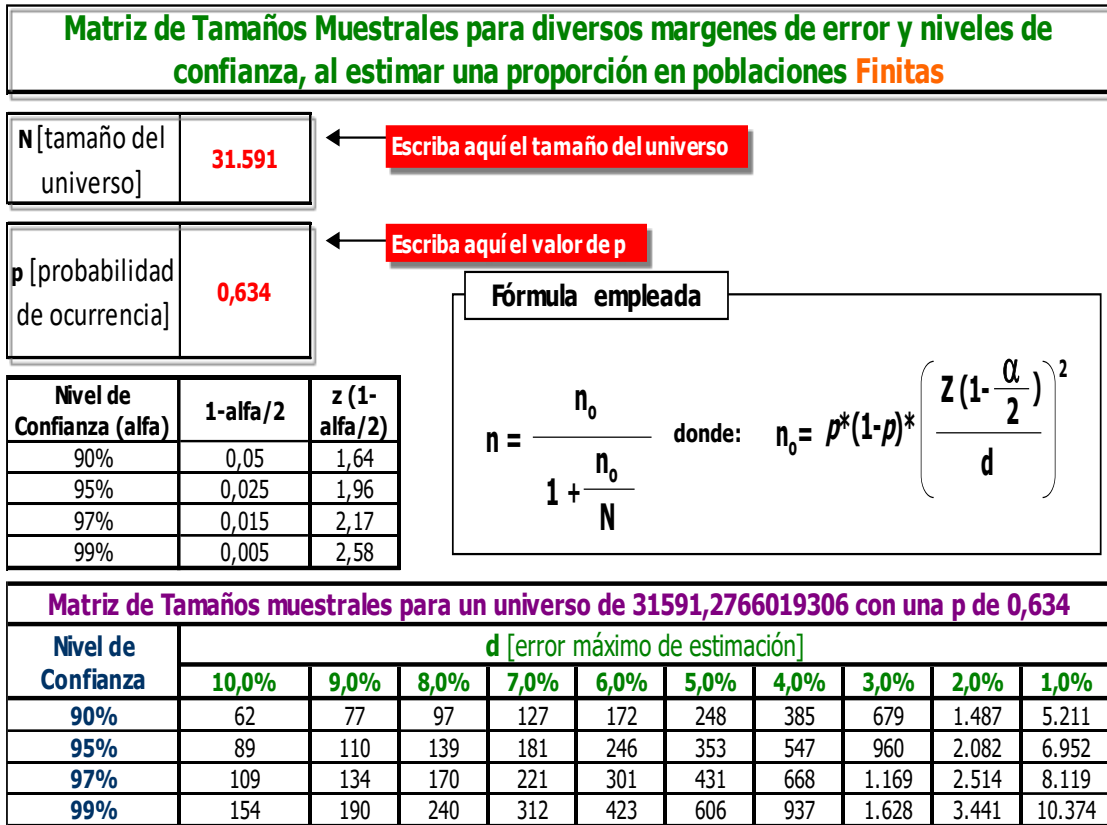 Matriz de Tamaños Muestrales para diversos margenes de error y niveles de
confianza, al estimar una proporción en poblaciones Finitas
N [tamaño del
universo]
31.591
Escriba aquí el tamaño del universo
p [probabilidad
de ocurrencia]
0,634
Escriba aquí el valor de p
Fórmula empleada
n = n₀ / (1 + n₀ / N) donde: n₀= p*(1-p)* ( Z (1- α / 2 ) / d )²
Nivel de
Confianza (alfa) 1-alfa/2 z (1-
alfa/2)
90% 0,05 1,64
95% 0,025 1,96
97% 0,015 2,17
99% 0,005 2,58
Matriz de Tamaños muestrales para un universo de 31591,2766019306 con una p de 0,634
Nivel de
Confianza
d [error máximo de estimación]
10,0% 9,0% 8,0% 7,0% 6,0% 5,0% 4,0% 3,0% 2,0% 1,0%
90% 62 77 97 127 172 248 385 679 1.487 5.211
95% 89 110 139 181 246 353 547 960 2.082 6.952
97% 109 134 170 221 301 431 668 1.169 2.514 8.119
99% 154 190 240 312 423 606 937 1.628 3.441 10.374